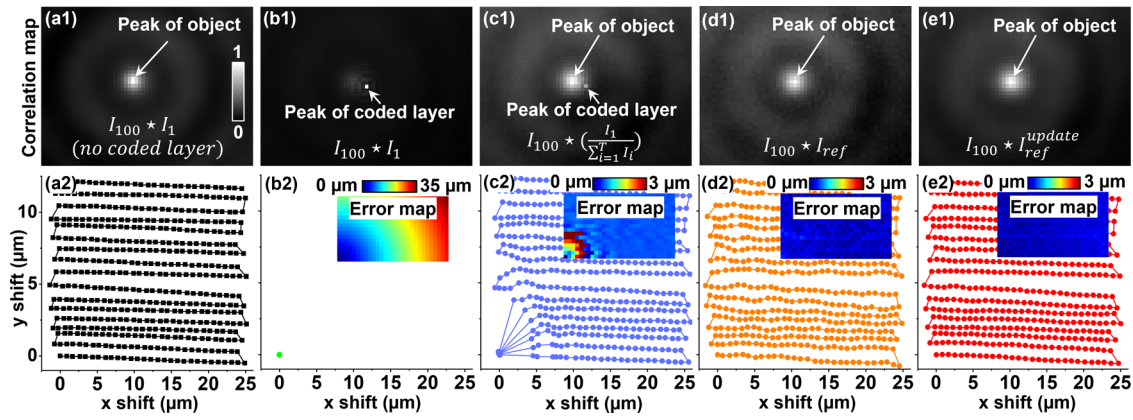 Correlation map
(a1)
Peak of object
1
0
I₁₀₀ ⋆ I₁
(no coded layer)
(b1)
Peak of coded layer
I₁₀₀ ⋆ I₁
(c1)
Peak of object
Peak of coded layer
I₁₀₀ ⋆ (I₁ / ∑ᵢ₌₁ᵀ Iᵢ)
(d1)
Peak of object
I₁₀₀ ⋆ I_ref
(e1)
Peak of object
I₁₀₀ ⋆ I_ref^update
y shift (μm)
10
5
0
(a2)
0 5 10 15 20 25
x shift (μm)
(b2)
0 μm 35 μm
Error map
0 5 10 15 20 25
x shift (μm)
(c2)
0 μm 3 μm
Error map
0 5 10 15 20 25
x shift (μm)
(d2)
0 μm 3 μm
Error map
0 5 10 15 20 25
x shift (μm)
(e2)
0 μm 3 μm
Error map
0 5 10 15 20 25
x shift (μm)